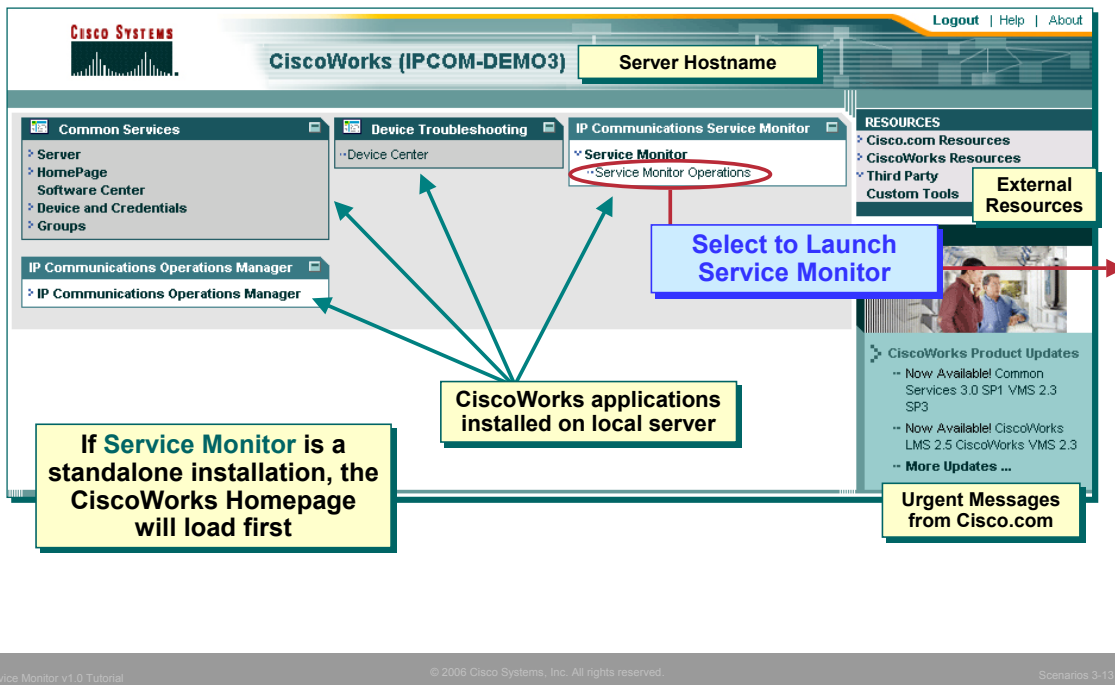 Logout | Help | About
CISCO SYSTEMS
CiscoWorks (IPCOM-DEMO3)
Server Hostname
Common Services
Server
HomePage
Software Center
Device and Credentials
Groups
Device Troubleshooting
Device Center
IP Communications Service Monitor
Service Monitor
Service Monitor Operations
RESOURCES
Cisco.com Resources
CiscoWorks Resources
Third Party
Custom Tools
External
Resources
Select to Launch
Service Monitor
IP Communications Operations Manager
IP Communications Operations Manager
CiscoWorks Product Updates
Now Available! Common
Services 3.0 SP1 VMS 2.3
SP3
Now Available! CiscoWorks
LMS 2.5 CiscoWorks VMS 2.3
More Updates ...
CiscoWorks applications
installed on local server
If Service Monitor is a
standalone installation, the
CiscoWorks Homepage
will load first
Urgent Messages
from Cisco.com
vice Monitor v1.0 Tutorial
© 2006 Cisco Systems, Inc. All rights reserved.
Scenarios 3-13